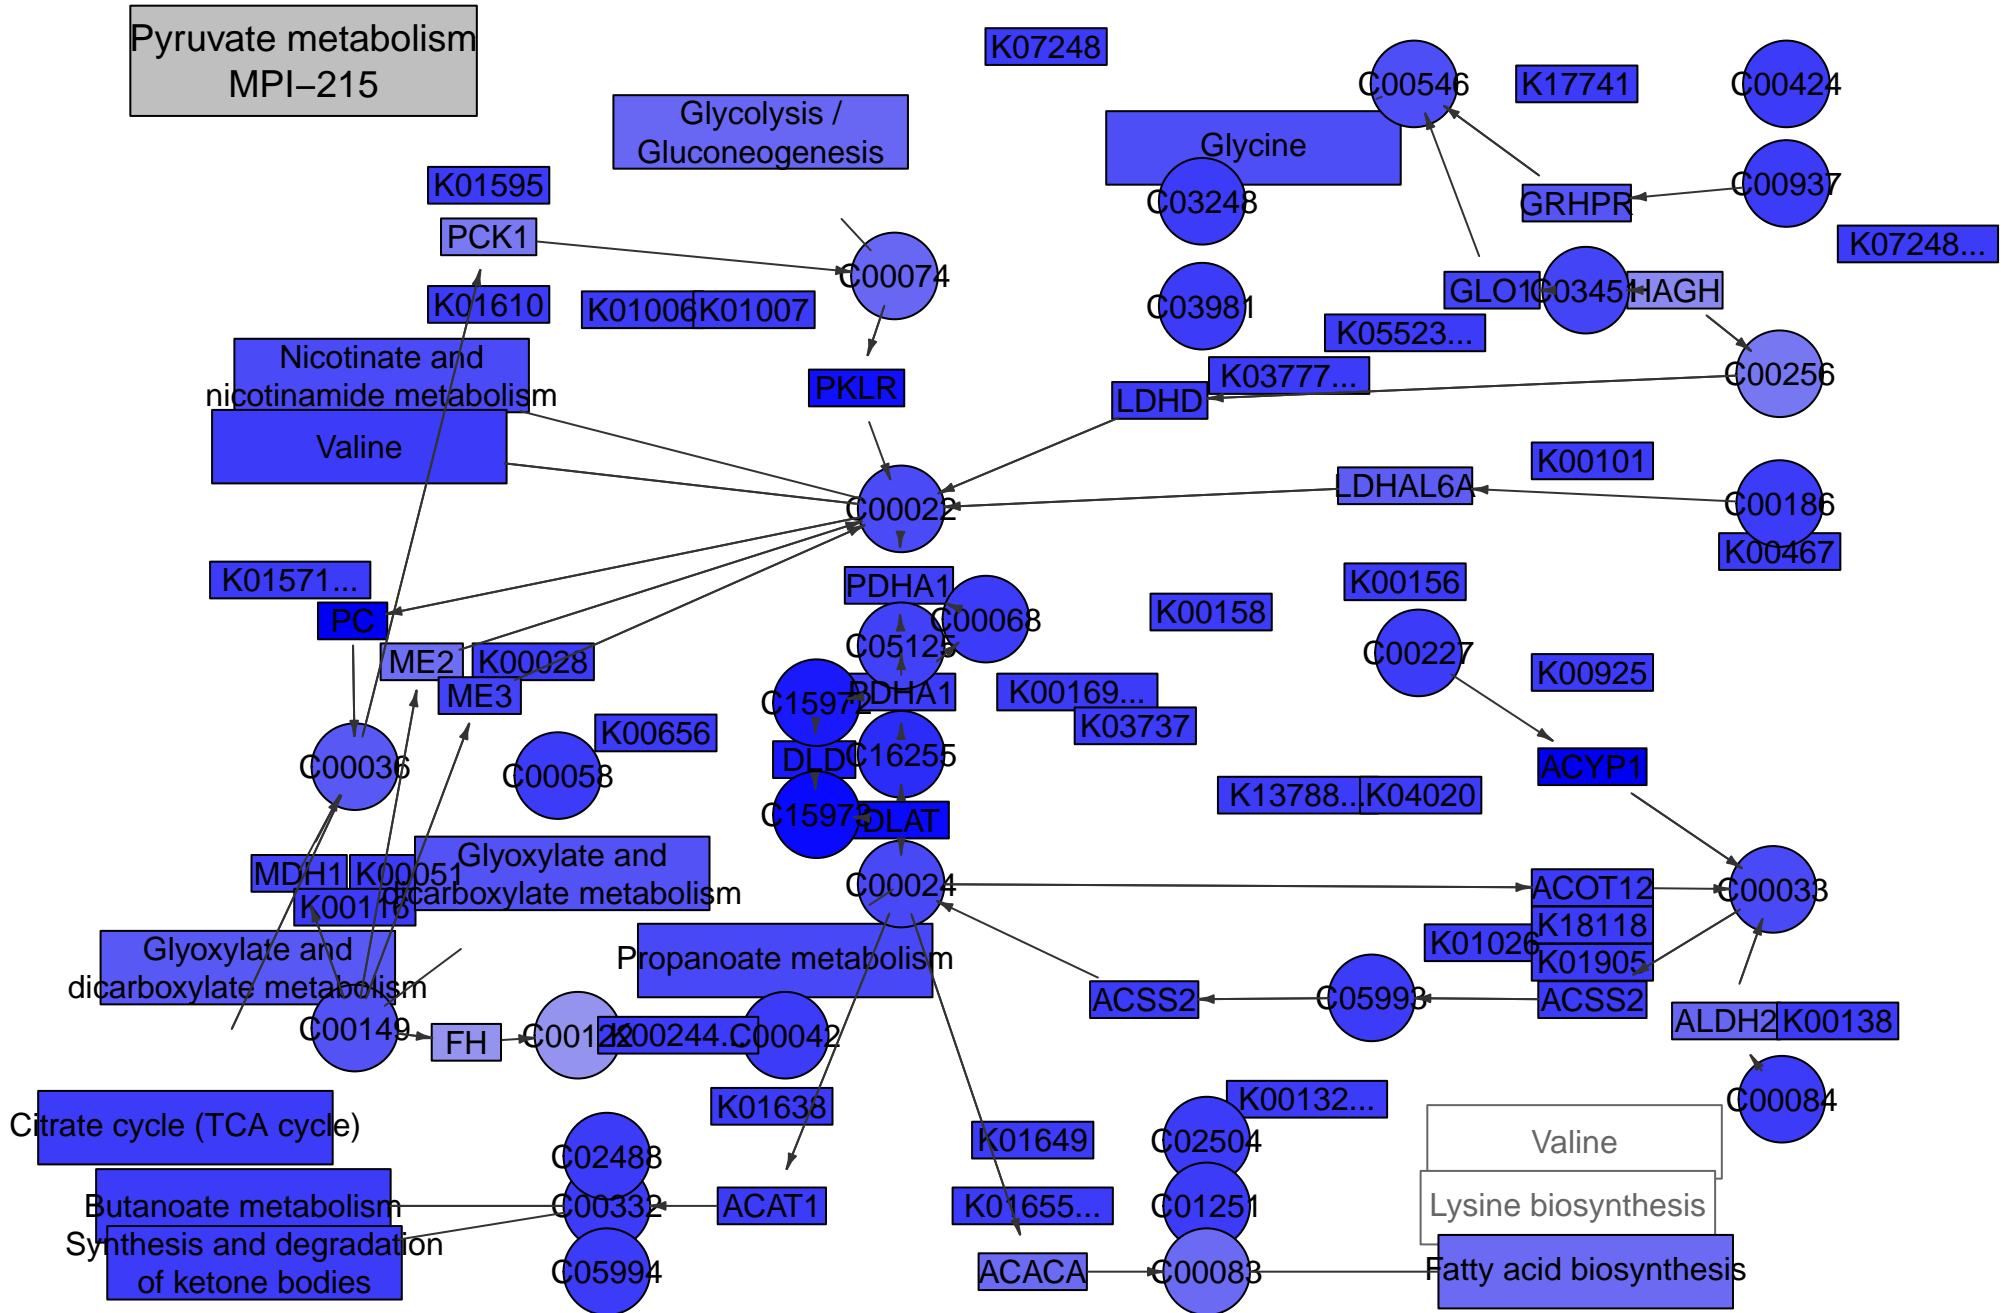 Pyruvate metabolism
MPI−215
K07248
C00546
K17741
C00424
Glycolysis /
Gluconeogenesis
Glycine
K01595
C03248
GRHPR
C00937
PCK1
K07248...
C00074
K01610
K01006
K01007
C03981
GLO1
C03451
HAGH
K05523...
Nicotinate and
nicotinamide metabolism
PKLR
K03777...
LDHD
C00256
Valine
K00101
LDHAL6A
C00022
C00186
K00467
K01571...
PDHA1
K00156
PC
C00068
K00158
C05125
C00227
ME2
K00028
K00925
ME3
PDHA1
K00169...
C15972
K03737
K00656
C00036
C00058
DLD
C16255
ACYP1
K13788...
K04020
C15973
DLAT
MDH1
K00051
Glyoxylate and
dicarboxylate metabolism
K00116
C00024
ACOT12
C00033
K18118
K01026
K01905
Glyoxylate and
dicarboxylate metabolism
Propanoate metabolism
ACSS2
C05993
ACSS2
C00149
FH
C00122
K00244...
C00042
ALDH2
K00138
K01638
K00132...
C00084
Citrate cycle (TCA cycle)
C02488
K01649
C02504
Valine
Butanoate metabolism
C00332
ACAT1
K01655...
C01251
Lysine biosynthesis
Synthesis and degradation
of ketone bodies
C05994
ACACA
C00083
Fatty acid biosynthesis